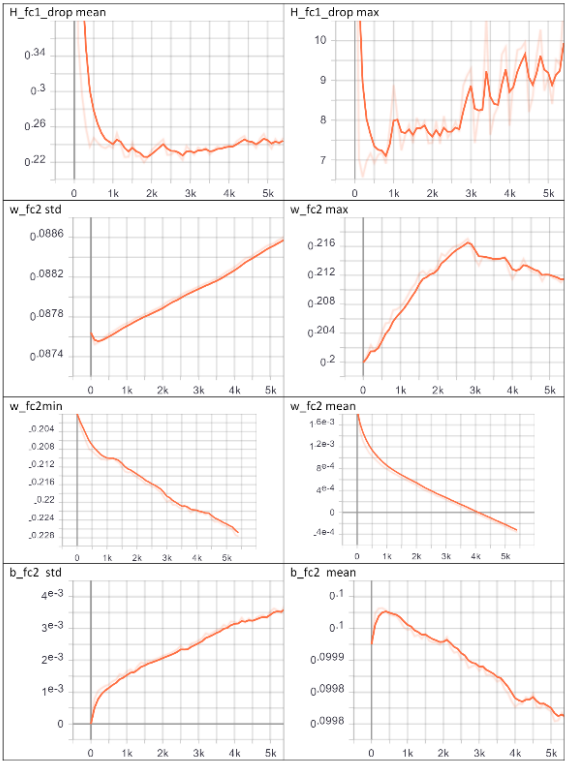 H_fc1_drop mean
0.34
0.3
0.26
0.22
0 1k 2k 3k 4k 5k
H_fc1_drop max
10
9
8
7
0 1k 2k 3k 4k 5k
w_fc2 std
0.0886
0.0882
0.0878
0.0874
0 1k 2k 3k 4k 5k
w_fc2 max
0.216
0.212
0.208
0.204
0.2
0 1k 2k 3k 4k 5k
w_fc2min
-0.204
-0.208
-0.212
-0.216
-0.22
-0.224
-0.228
0 1k 2k 3k 4k 5k
w_fc2 mean
1.6e-3
1.2e-3
8e-4
4e-4
0
-4e-4
0 1k 2k 3k 4k 5k
b_fc2 std
4e-3
3e-3
2e-3
1e-3
0
0 1k 2k 3k 4k 5k
b_fc2 mean
0.1
0.1
0.0999
0.0998
0.0998
0 1k 2k 3k 4k 5k